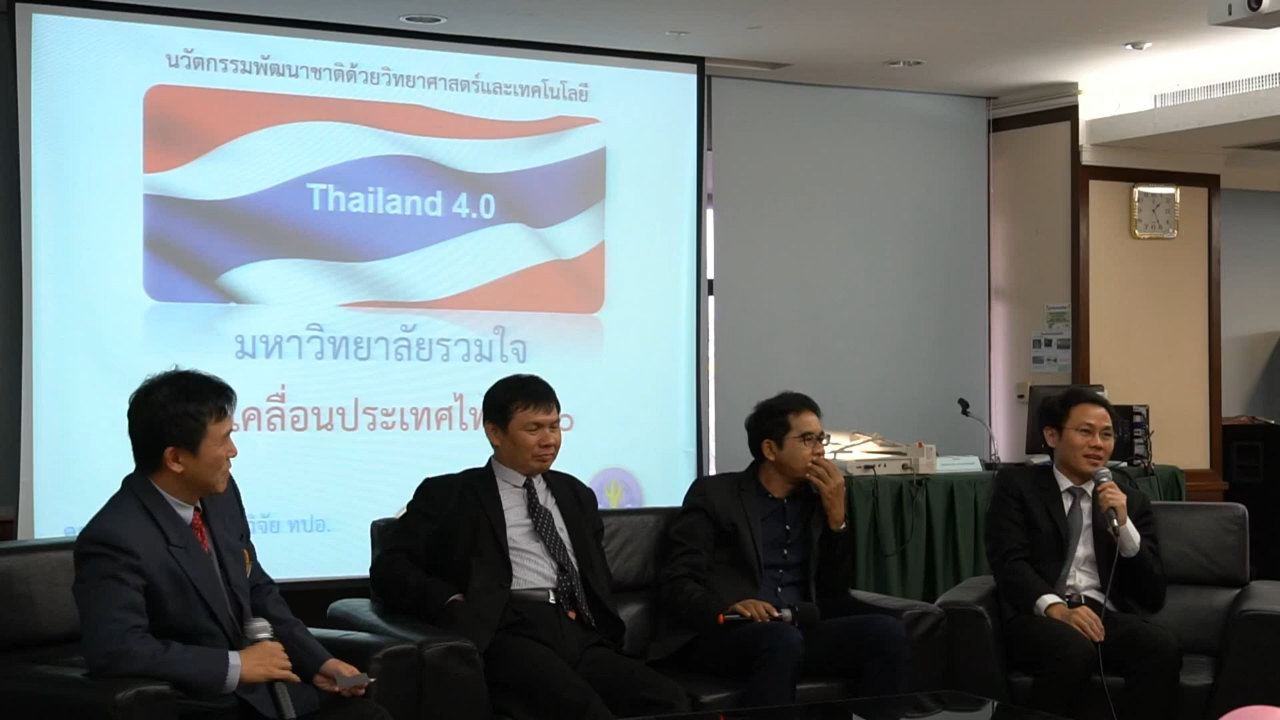 นวัตกรรมพัฒนาชาติด้วยวิทยาศาสตร์และเทคโนโลยี
Thailand 4.0
มหาวิทยาลัยรวมใจ
เคลื่อนประเทศไท
วิจัย ทปอ.